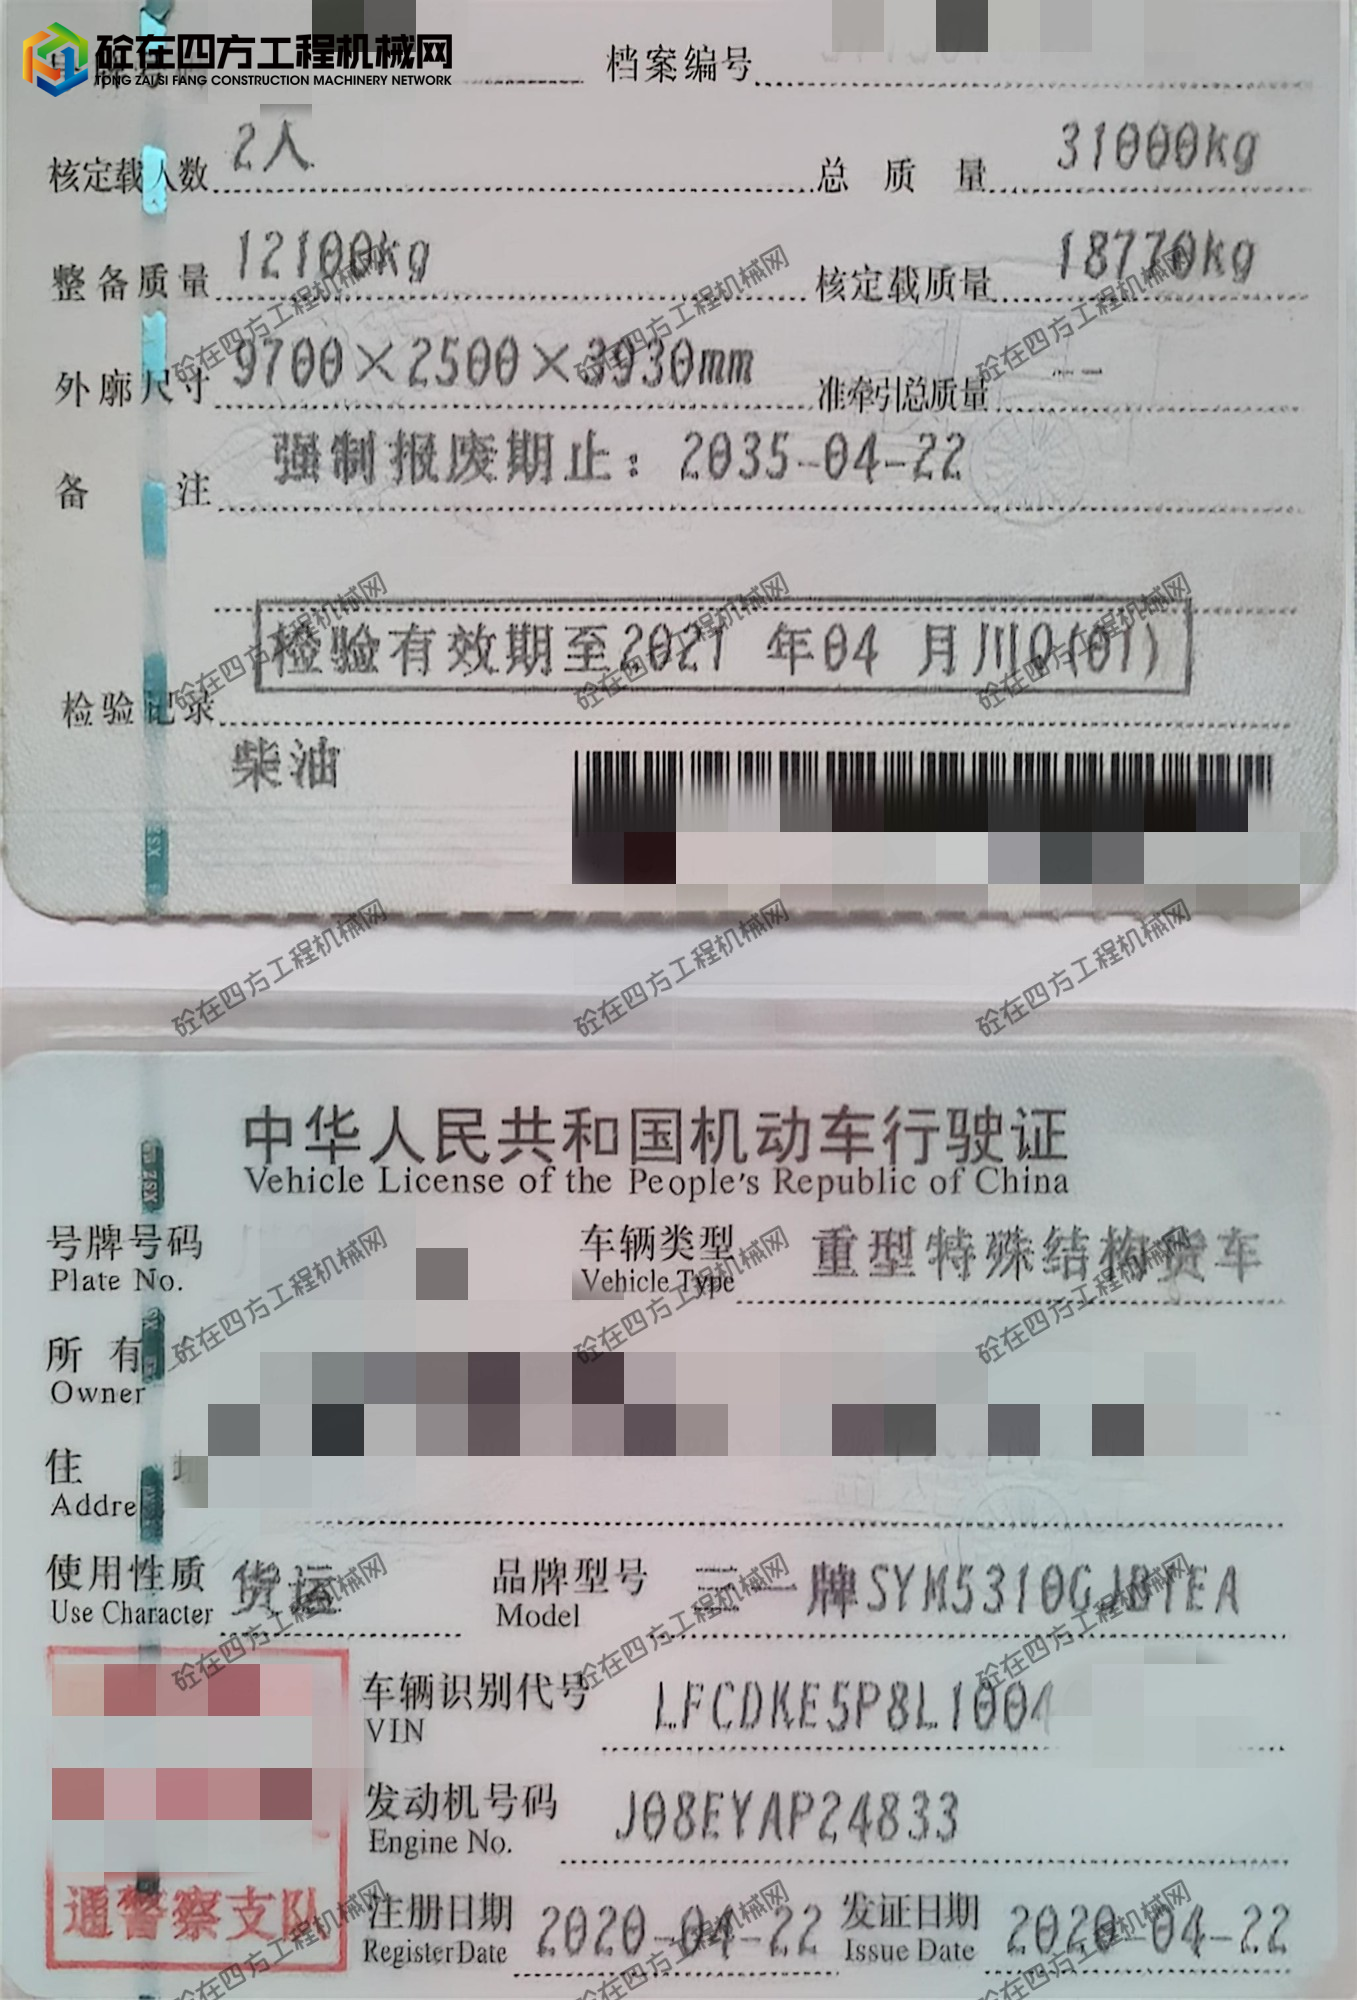 砼在四方工程机械网
TONG ZAI SI FANG CONSTRUCTION MACHINERY NETWORK
档案编号
核定载人数 2人 总质量 31000kg
整备质量 12100kg 核定载质量 18770kg
外廓尺寸 9700×2500×3930mm 准牵引总质量 --
备注 强制报废期止：2035-04-22
检验有效期至2021 年04 月川O(01)
检验记录
柴油
中华人民共和国机动车行驶证
Vehicle License of the People's Republic of China
号牌号码 车辆类型 重型特殊结构货车
Plate No. Vehicle Type
所有
Owner
住
Addre
使用性质 货运 品牌型号 三一牌SYM5310GJB1EA
Use Character Model
车辆识别代号 LFCDKE5P8L1004
VIN
发动机号码 J08EYAP24833
Engine No.
通警察支队
注册日期 2020-04-22 发证日期 2020-04-22
Register Date Issue Date